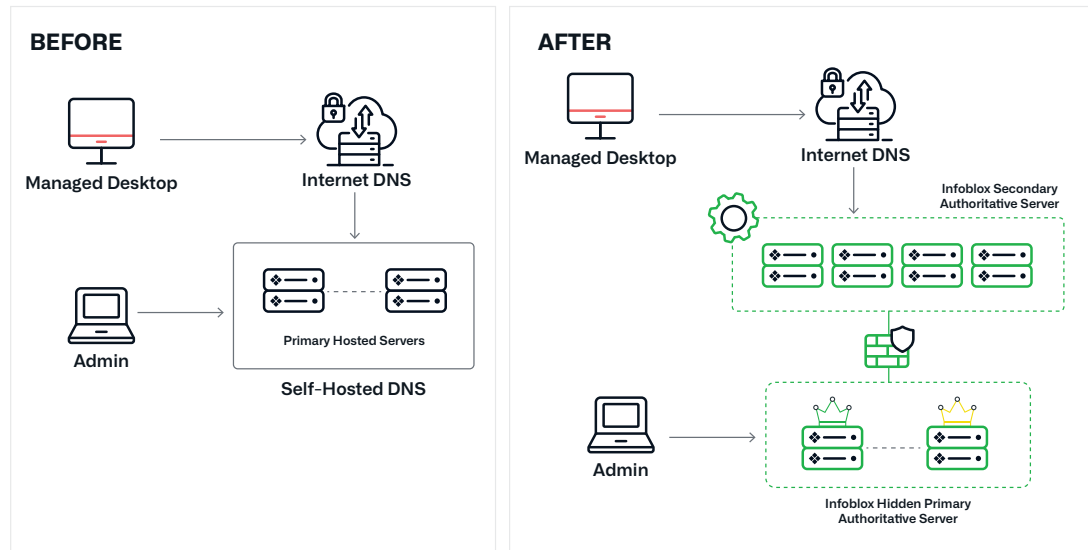 BEFORE
Managed Desktop
Internet DNS
Admin
Primary Hosted Servers
Self-Hosted DNS
AFTER
Managed Desktop
Internet DNS
Infoblox Secondary
Authoritative Server
Admin
Infoblox Hidden Primary
Authoritative Server